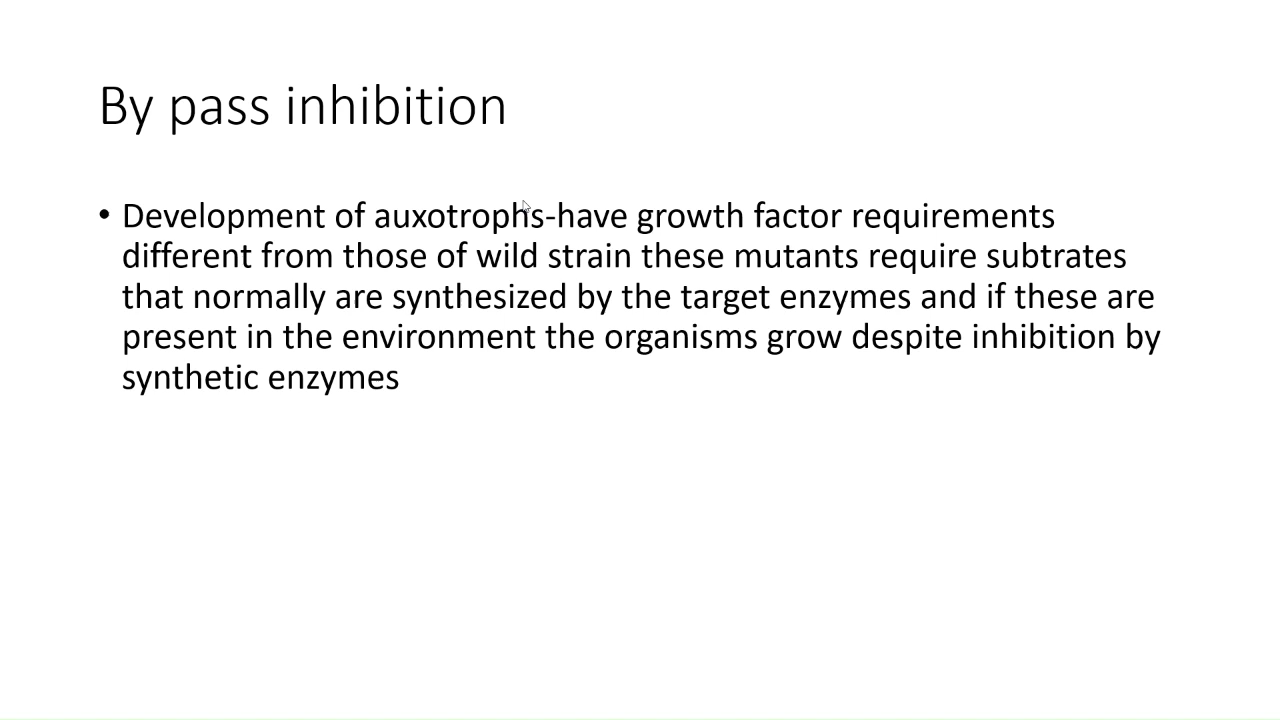 By pass inhibition
• Development of auxotrophs-have growth factor requirements
different from those of wild strain these mutants require subtrates
that normally are synthesized by the target enzymes and if these are
present in the environment the organisms grow despite inhibition by
synthetic enzymes